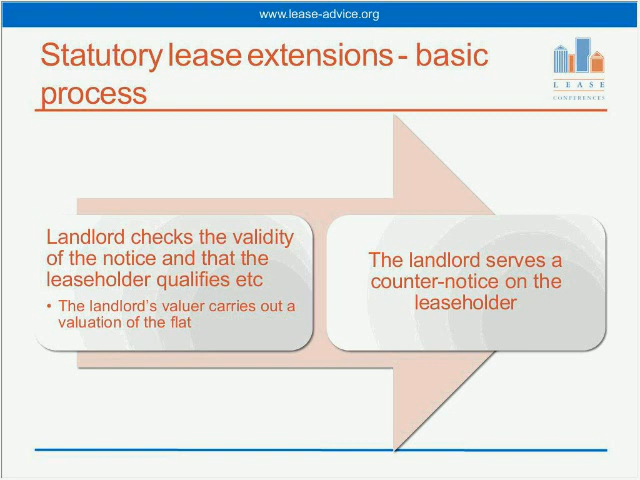 www.lease-advice.org
Statutory lease extensions - basic
process
L E A S E
CONFERENCES
Landlord checks the validity
of the notice and that the
leaseholder qualifies etc
• The landlord's valuer carries out a
valuation of the flat
The landlord serves a
counter-notice on the
leaseholder